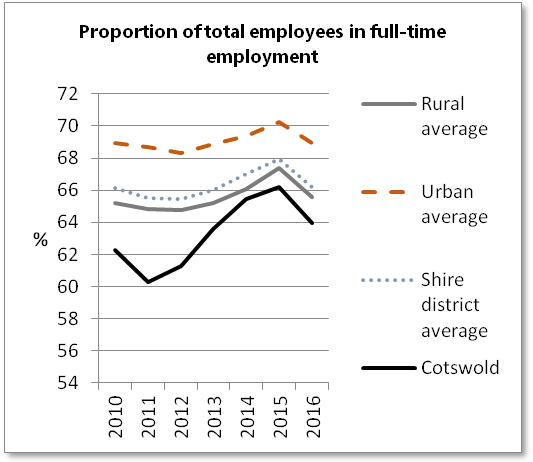 Proportion of total employees in full-time
employment
72
70
68
66
64
62
60
58
56
54
%
2010
2011
2012
2013
2014
2015
2016
Rural
average
Urban
average
Shire
district
average
Cotswold